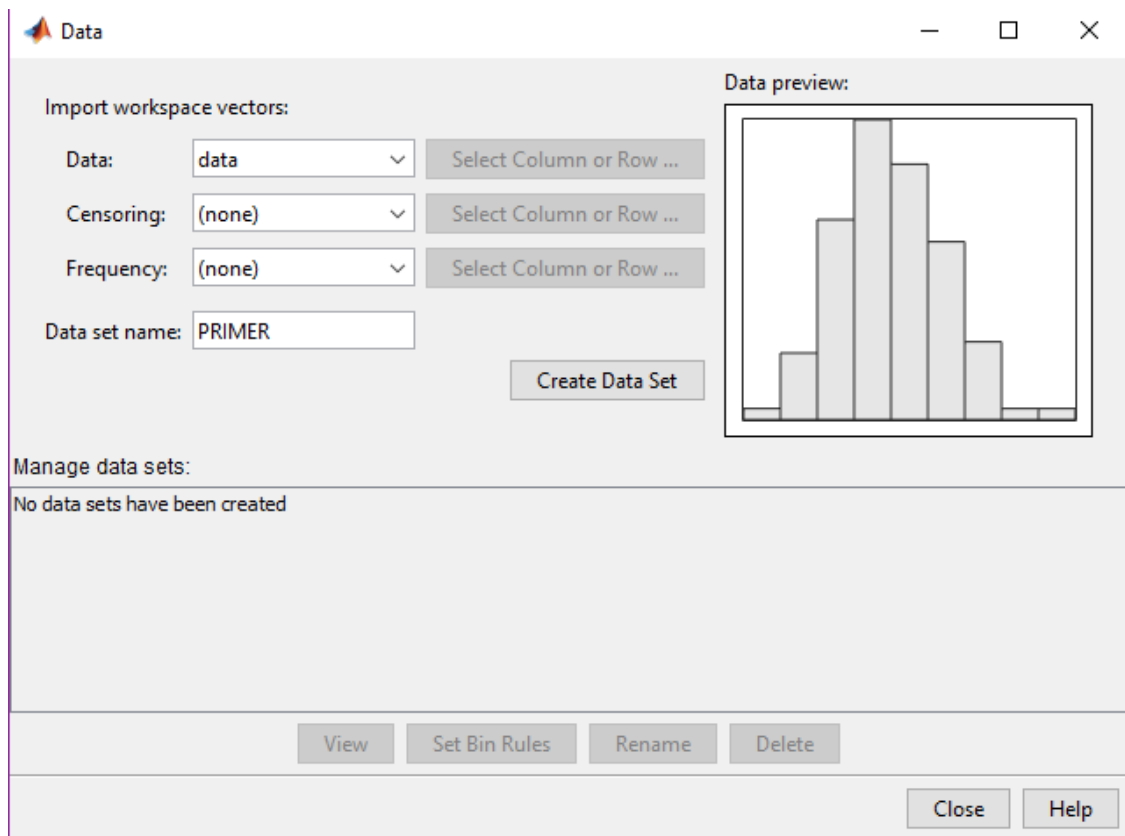 Data
Import workspace vectors:
Data: data Select Column or Row ...
Censoring: (none) Select Column or Row ...
Frequency: (none) Select Column or Row ...
Data set name: PRIMER
Create Data Set
Data preview:
Manage data sets:
No data sets have been created
View Set Bin Rules Rename Delete
Close Help